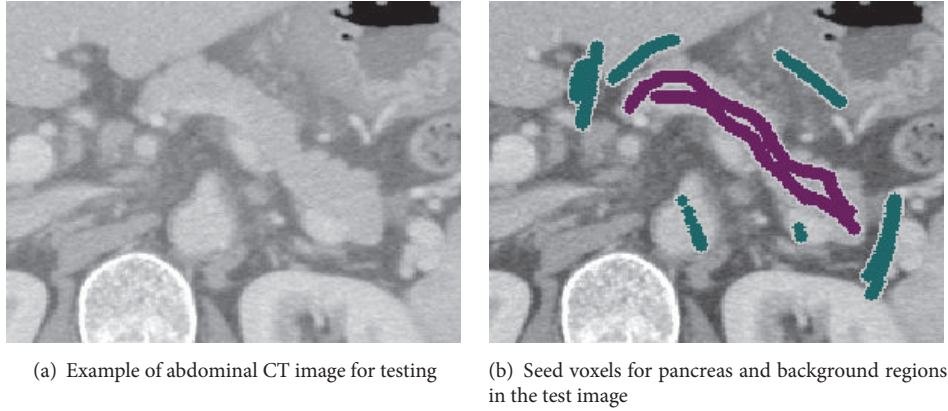 (a) Example of abdominal CT image for testing
(b) Seed voxels for pancreas and background regions
in the test image